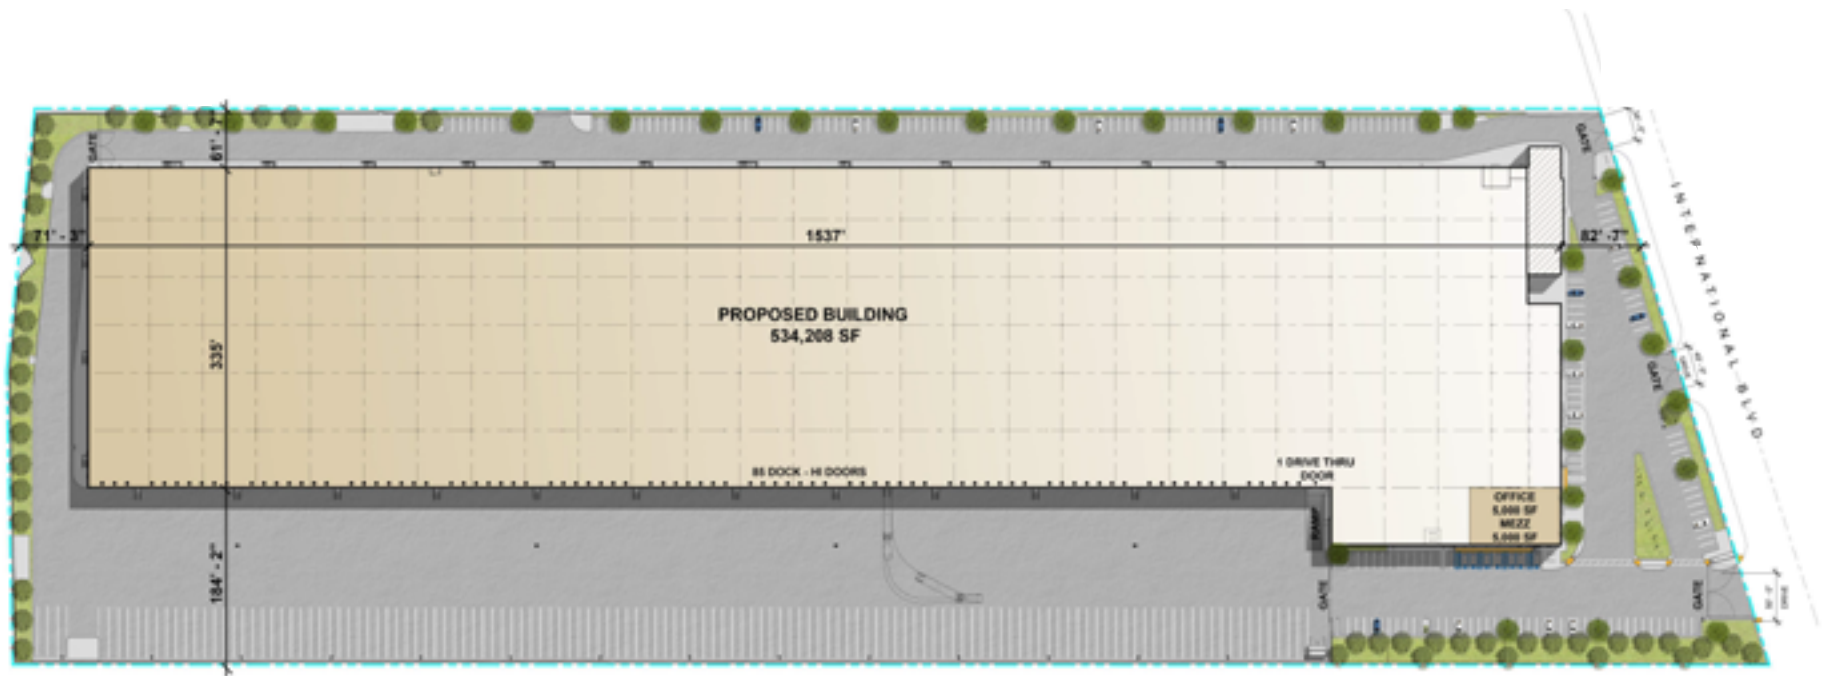 GATE
61' - 7"
GATE
71' - 3"
1537'
82' -7"
INTERNATIONAL BLVD
PROPOSED BUILDING
534,208 SF
335'
GATE
85 DOCK - HI DOORS
1 DRIVE THRU
DOOR
OFFICE
5,000 SF
MEZZ
5,000 SF
RAMP
184' - 2"
GATE
GATE
DRIVE